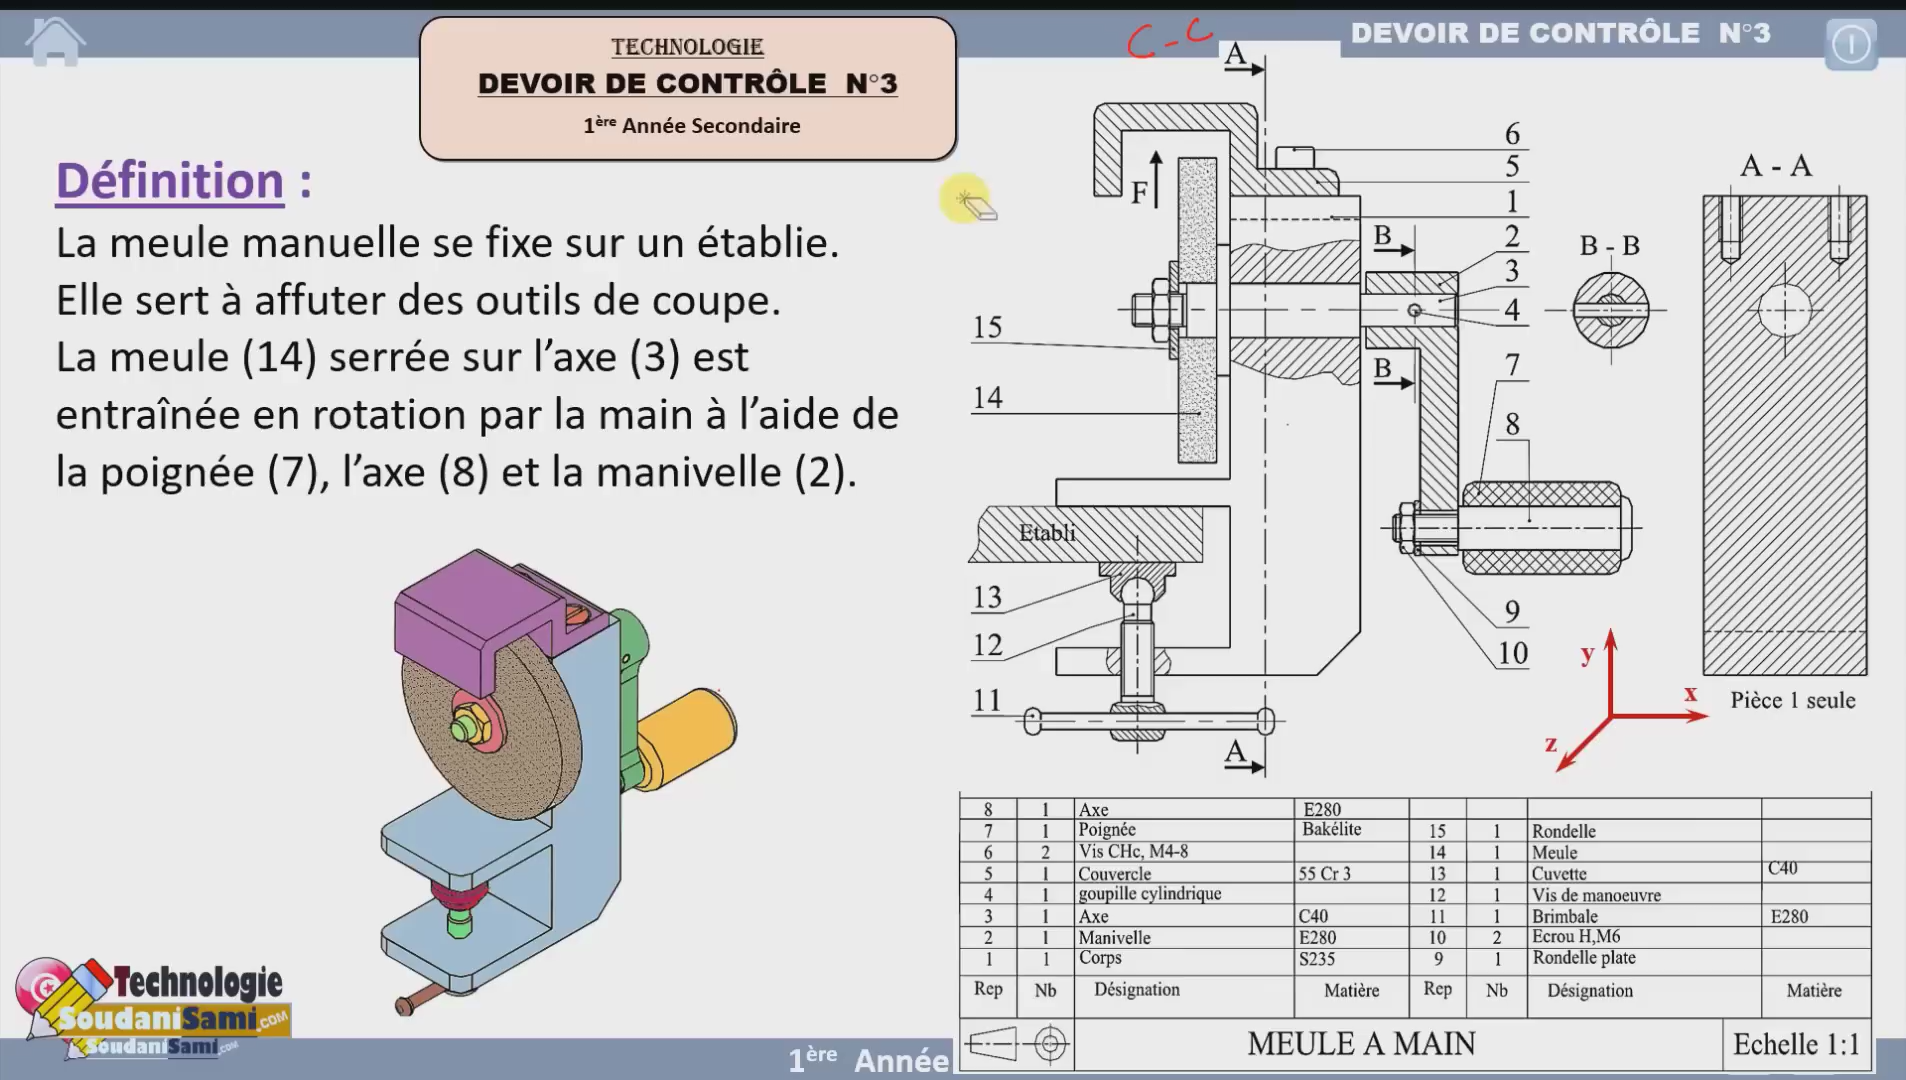 C-C
DEVOIR DE CONTRÔLE N°3
TECHNOLOGIE
DEVOIR DE CONTRÔLE N°3
1ère Année Secondaire
Définition :
La meule manuelle se fixe sur un établie.
Elle sert à affuter des outils de coupe.
La meule (14) serrée sur l’axe (3) est
entraînée en rotation par la main à l’aide de
la poignée (7), l’axe (8) et la manivelle (2).
A
6
5
1
2
3
4
7
8
9
10
F
B
B
15
14
Etabli
13
12
11
A
A - A
B - B
Pièce 1 seule
y
x
z
8 1 Axe E280
7 1 Poignée Bakélite 15 1 Rondelle
6 2 Vis CHc, M4-8 14 1 Meule
5 1 Couvercle 55 Cr 3 13 1 Cuvette C40
4 1 goupille cylindrique 12 1 Vis de manoeuvre
3 1 Axe C40 11 1 Brimbale E280
2 1 Manivelle E280 10 2 Ecrou H,M6
1 1 Corps S235 9 1 Rondelle plate
Rep Nb Désignation Matière Rep Nb Désignation Matière
MEULE A MAIN Echelle 1:1
Technologie
SoudaniSami.COM
SoudaniSami.com
1ère Année